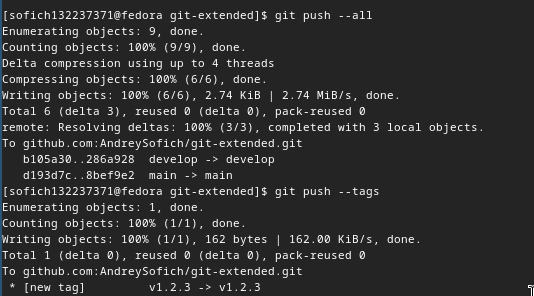 [sofich132237371@fedora git-extended]$ git push --all
Enumerating objects: 9, done.
Counting objects: 100% (9/9), done.
Delta compression using up to 4 threads
Compressing objects: 100% (6/6), done.
Writing objects: 100% (6/6), 2.74 KiB | 2.74 MiB/s, done.
Total 6 (delta 3), reused 0 (delta 0), pack-reused 0
remote: Resolving deltas: 100% (3/3), completed with 3 local objects.
To github.com:AndreySofich/git-extended.git
   b105a30..286a928  develop -> develop
   d193d7c..8bef9e2  main -> main
[sofich132237371@fedora git-extended]$ git push --tags
Enumerating objects: 1, done.
Counting objects: 100% (1/1), done.
Writing objects: 100% (1/1), 162 bytes | 162.00 KiB/s, done.
Total 1 (delta 0), reused 0 (delta 0), pack-reused 0
To github.com:AndreySofich/git-extended.git
 * [new tag]         v1.2.3 -> v1.2.3